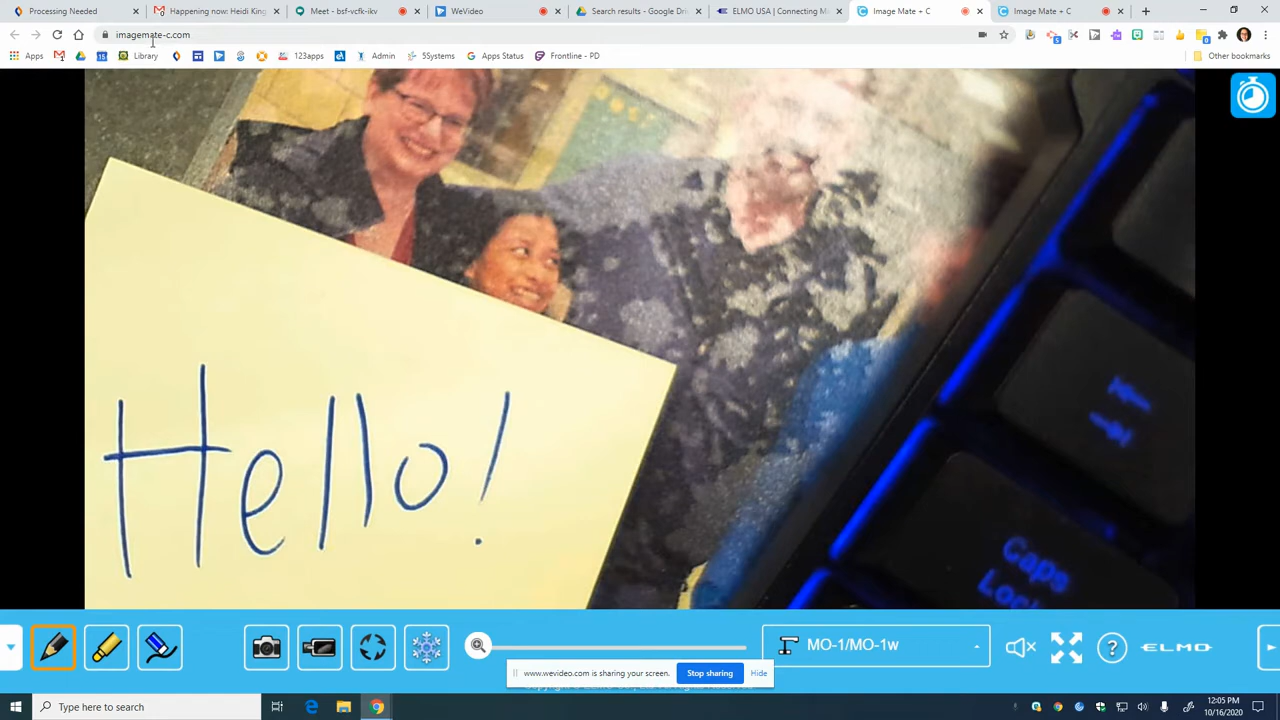 Processing Needed
Happening now: Heidi King
Meet - bsf-vcfk-ikv
WeVideo
Search results - Google Dri
ELMO USA | Connecting M
Image Mate + C
Image Mate + C
imagemate-c.com
Apps
15
Library
123apps
Admin
5Systems
Apps Status
Frontline - PD
Other bookmarks
Hello!
Caps
Lock
MO-1/MO-1w
ELMO
www.wevideo.com is sharing your screen.
Stop sharing
Hide
Type here to search
12:05 PM
10/16/2020